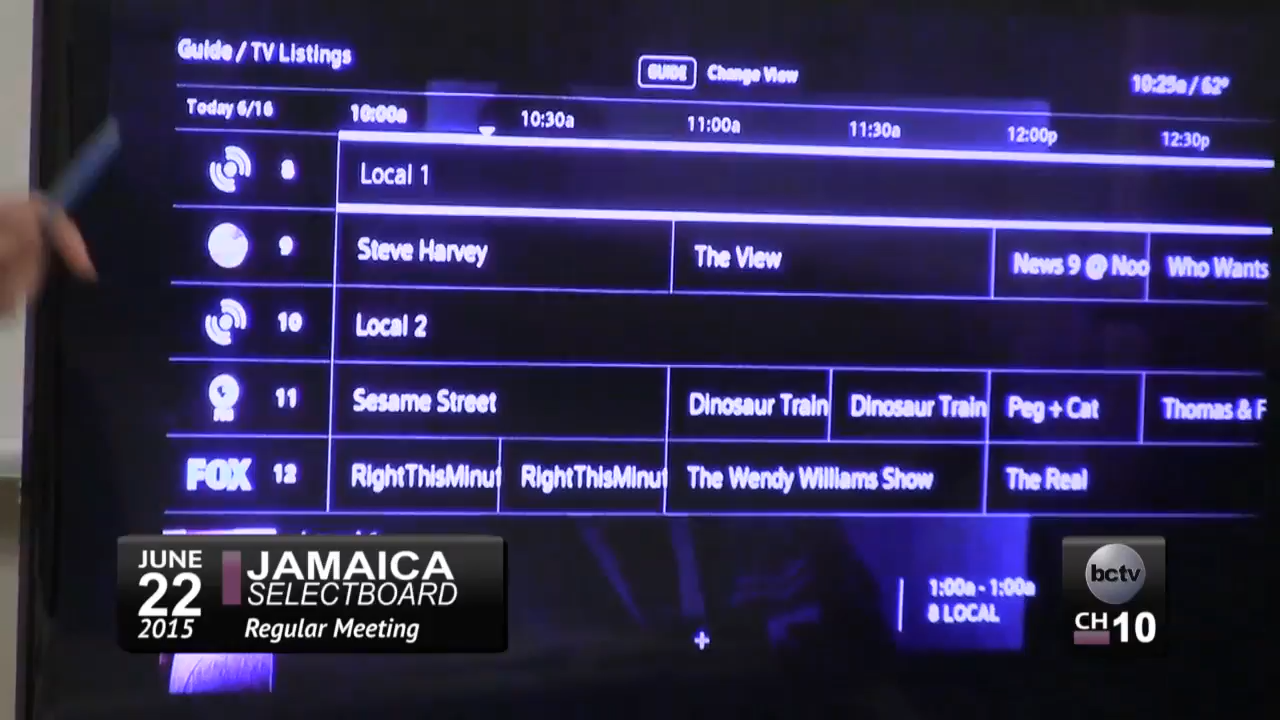 Guide / TV Listings
GUIDE Change View
10:25a / 62°
Today 6/16 10:00a 10:30a 11:00a 11:30a 12:00p 12:30p
8 Local 1
9 Steve Harvey The View News 9 @ Noo Who Wants
10 Local 2
11 Sesame Street Dinosaur Train Dinosaur Train Peg + Cat Thomas & F
FOX 12 RightThisMinut RightThisMinut The Wendy Williams Show The Real
1:00a - 1:00a
8 LOCAL
JUNE
22
2015
JAMAICA
SELECTBOARD
Regular Meeting
bctv
CH 10